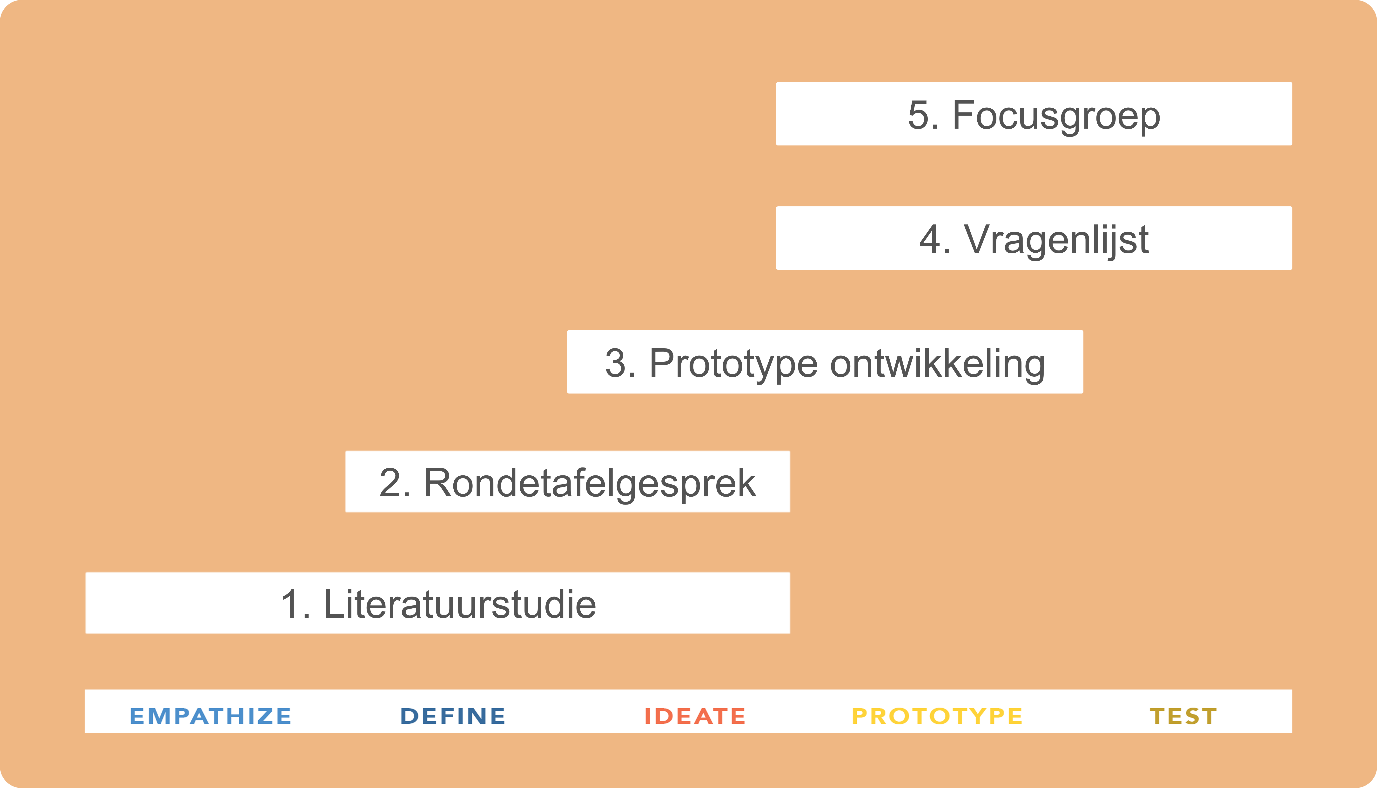 5. Focusgroep
4. Vragenlijst
3. Prototype ontwikkeling
2. Rondetafelgesprek
1. Literatuurstudie
EMPATHIZE DEFINE IDEATE PROTOTYPE TEST